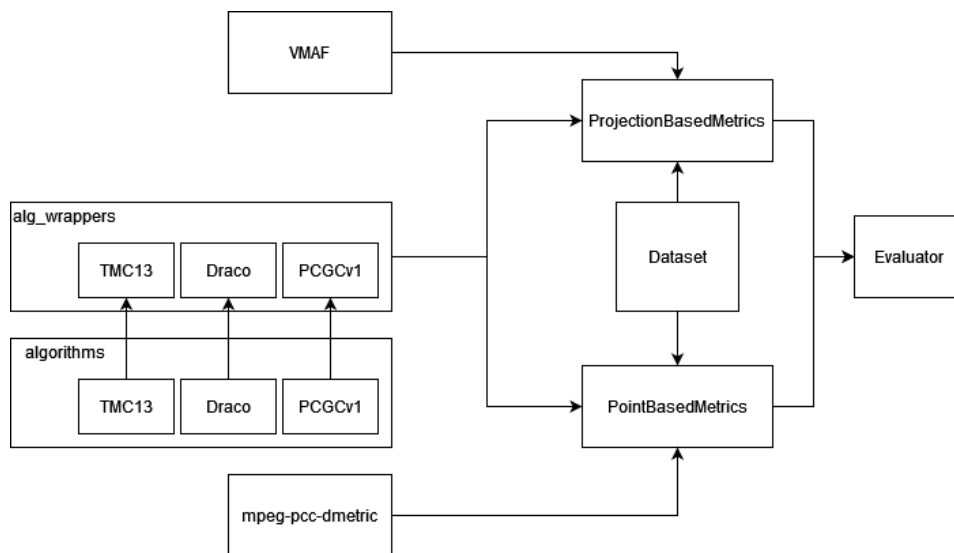 VMAF
ProjectionBasedMetrics
alg_wrappers
TMC13
Draco
PCGCv1
Dataset
Evaluator
algorithms
TMC13
Draco
PCGCv1
PointBasedMetrics
mpeg-pcc-dmetric